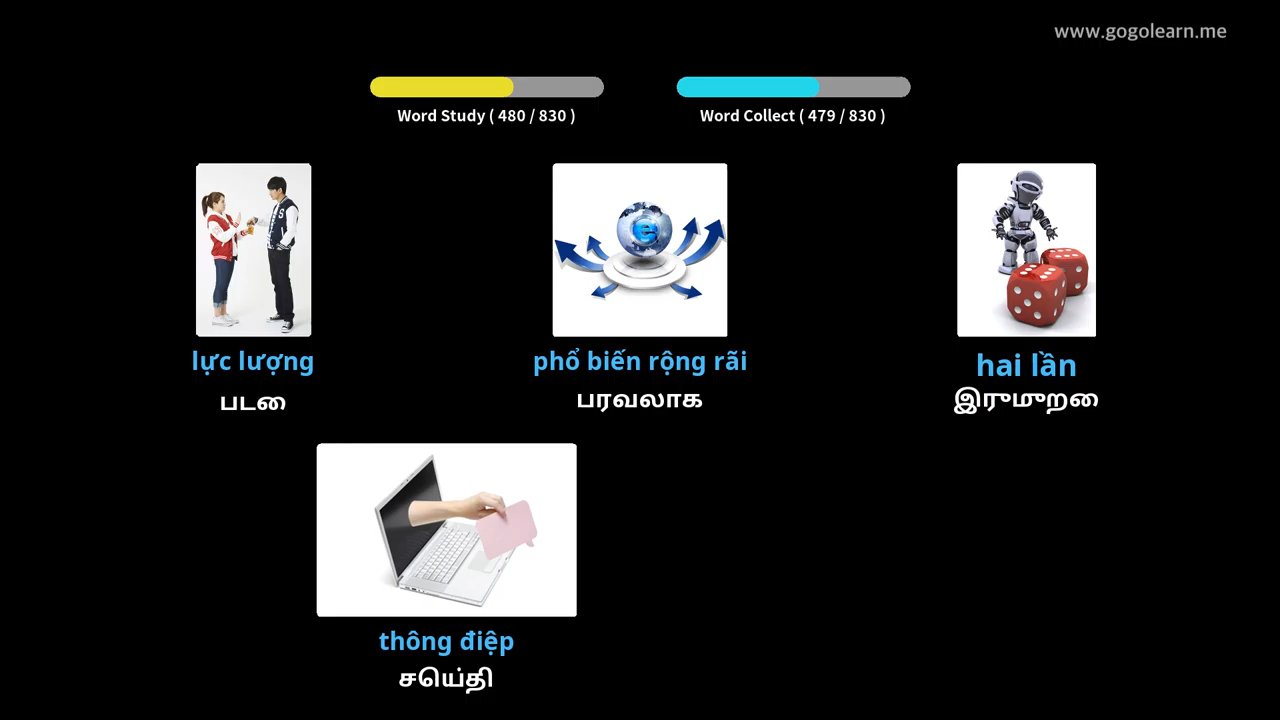 www.gogolearn.me
Word Study ( 480 / 830 )
Word Collect ( 479 / 830 )
lực lượng
படை
phổ biến rộng rãi
பரவலாக
hai lần
இருமுறை
thông điệp
செய்தி